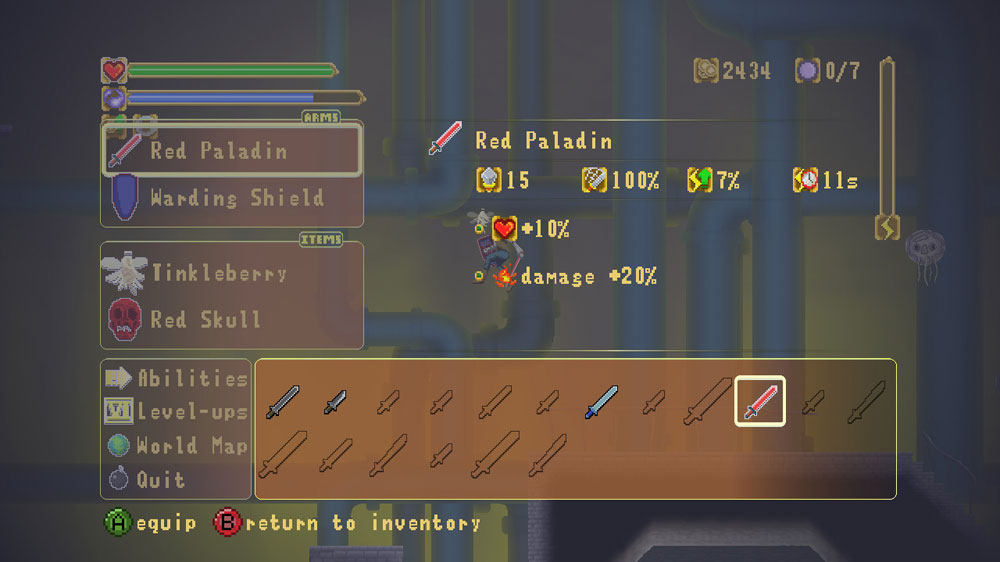 2434 0/7
ARMS
Red Paladin
Warding Shield
ITEMS
Tinkleberry
Red Skull
Red Paladin
15 100% 7% 11s
+10%
damage +20%
Abilities
VI Level-ups
World Map
Quit
A equip B return to inventory